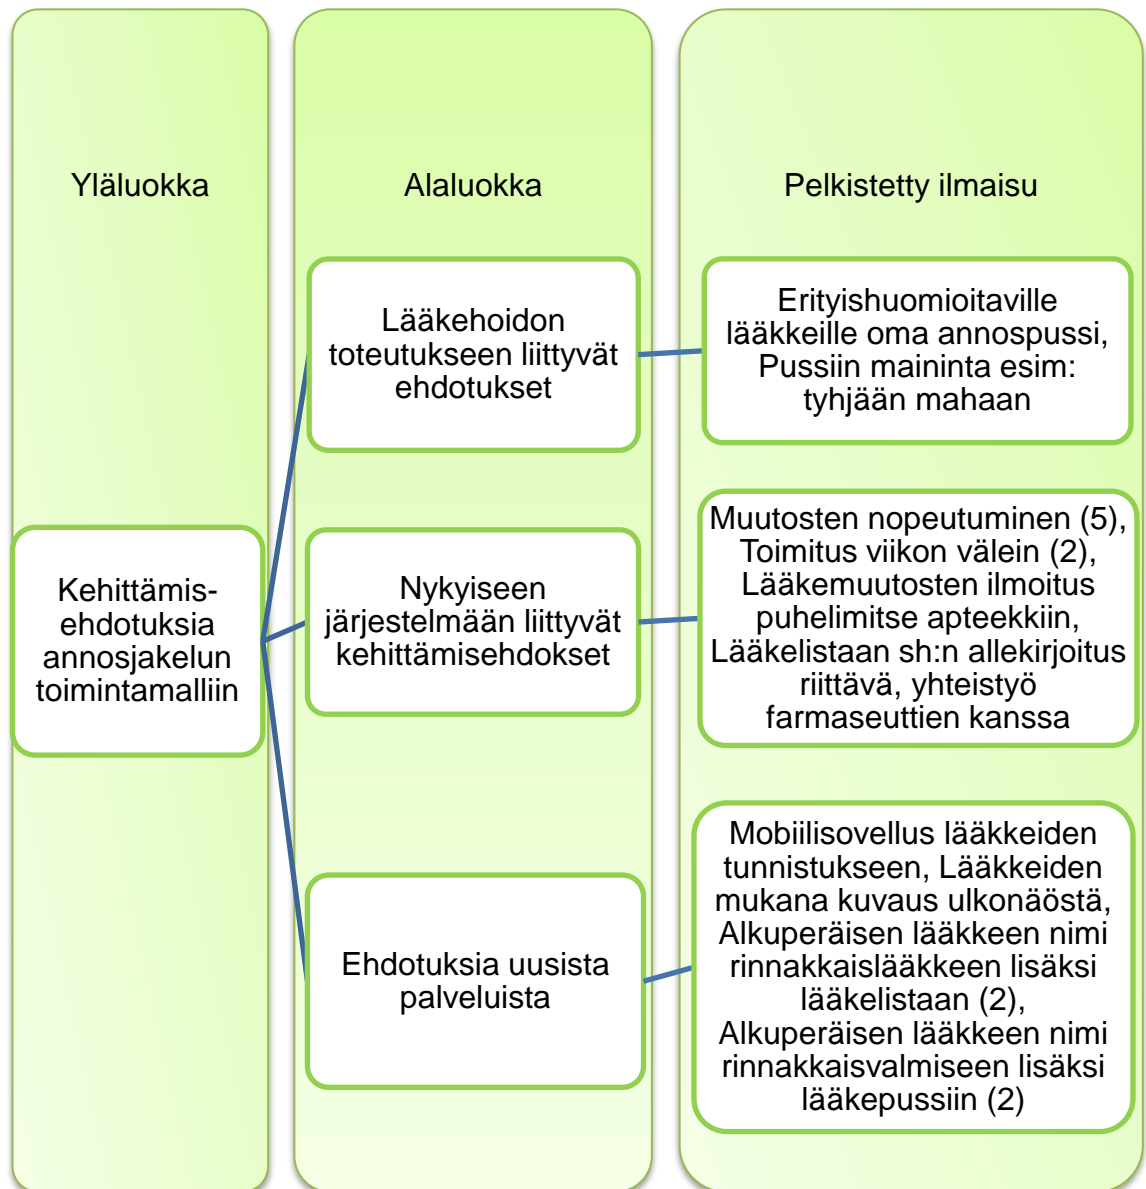 Yläluokka
Alaluokka
Pelkistetty ilmaisu
Kehittämis-
ehdotuksia
annosjakelun
toimintamalliin
Lääkehoidon
toteutukseen liittyvät
ehdotukset
Erityishuomioitaville
lääkkeille oma annospussi,
Pussiin maininta esim:
tyhjään mahaan
Nykyiseen
järjestelmään liittyvät
kehittämisehdokset
Muutosten nopeutuminen (5),
Toimitus viikon välein (2),
Lääkemuutosten ilmoitus
puhelimitse apteekkiin,
Lääkelistaan sh:n allekirjoitus
riittävä, yhteistyö
farmaseuttien kanssa
Ehdotuksia uusista
palveluista
Mobiilisovellus lääkkeiden
tunnistukseen, Lääkkeiden
mukana kuvaus ulkonäöstä,
Alkuperäisen lääkkeen nimi
rinnakkaislääkkeen lisäksi
lääkelistaan (2),
Alkuperäisen lääkkeen nimi
rinnakkaisvalmiseen lisäksi
lääkepussiin (2)